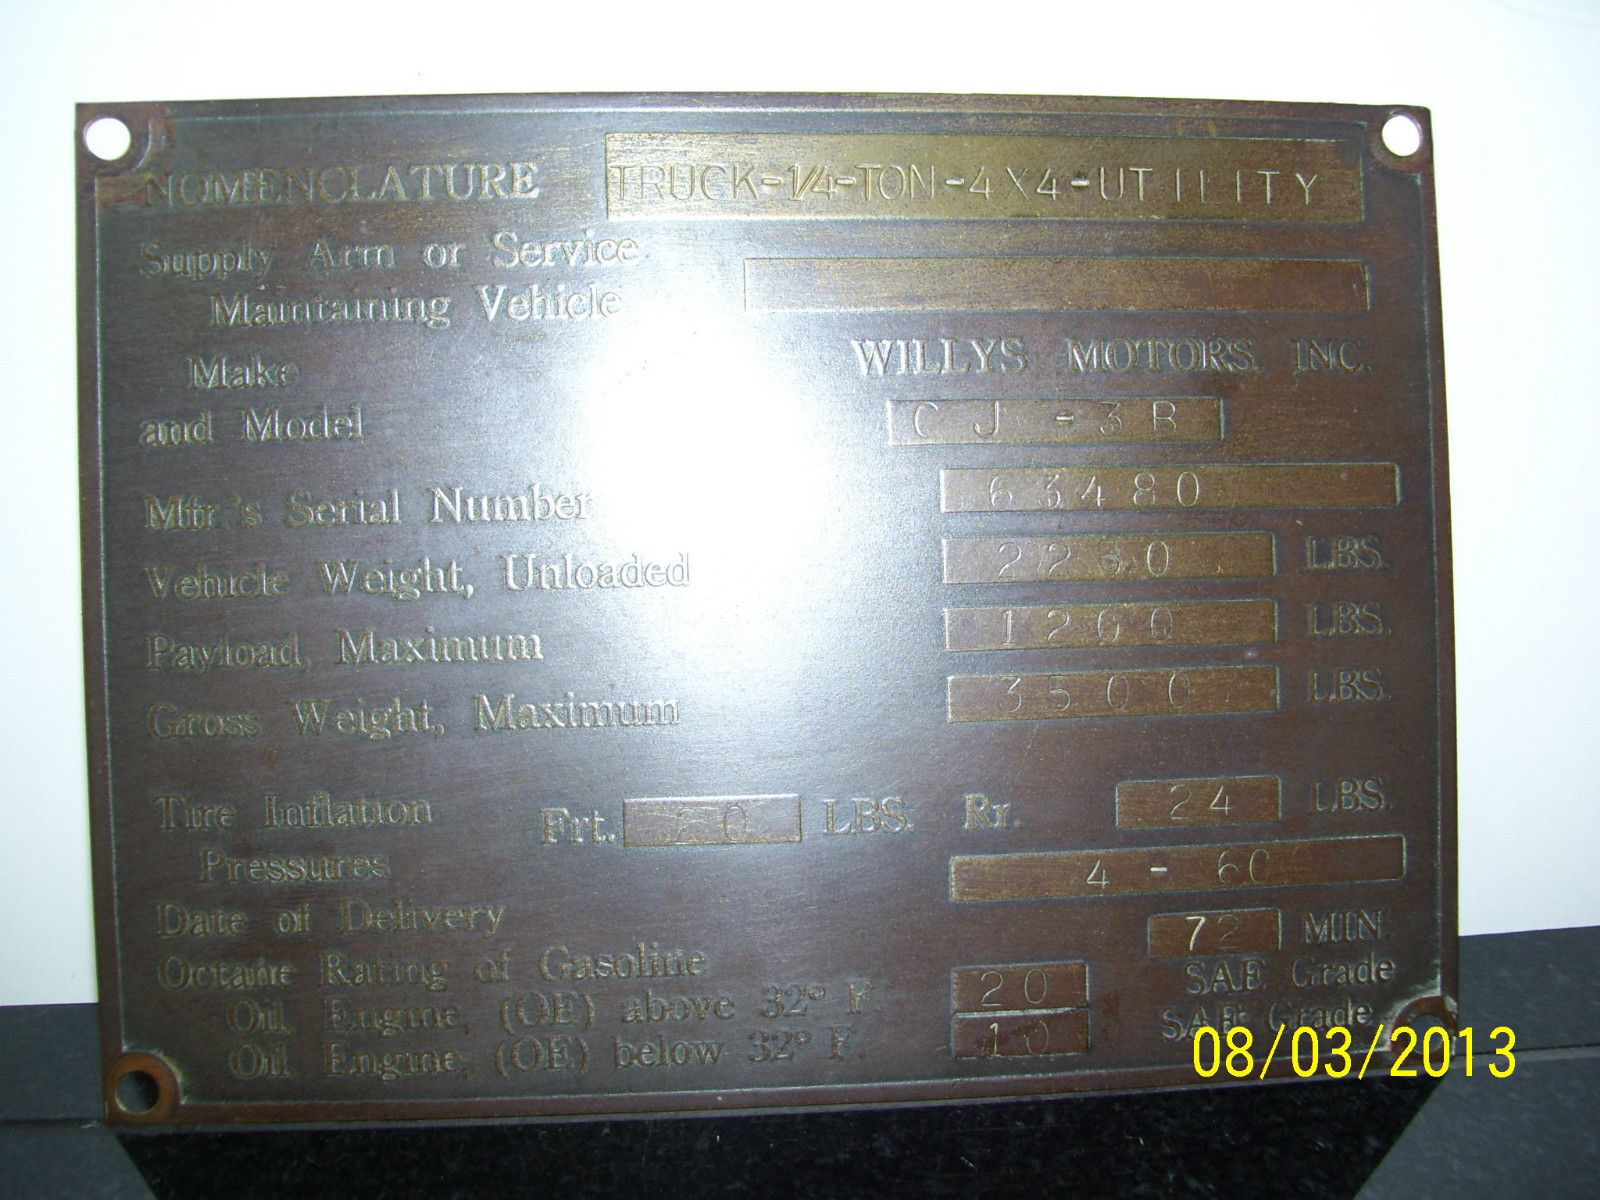 NOMENCLATURE TRUCK-1/4-TON-4X4-UTILITY
Supply Arm or Service
Maintaining Vehicle
Make WILLYS MOTORS, INC.
and Model CJ-3B
Mfr.'s Serial Number 63480
Vehicle Weight, Unloaded LBS.
Payload, Maximum LBS.
Gross Weight, Maximum 3500 LBS.
Tire Inflation Frt. 20 LBS. Rr. 24 LBS.
Pressures
Date of Delivery 4 - 60
Octane Rating of Gasoline 72 MIN.
Oil, Engine, (OE) above 32° F. 20 SAE Grade
Oil, Engine, (OE) below 32° F. 10 SAE Grade
08/03/2013